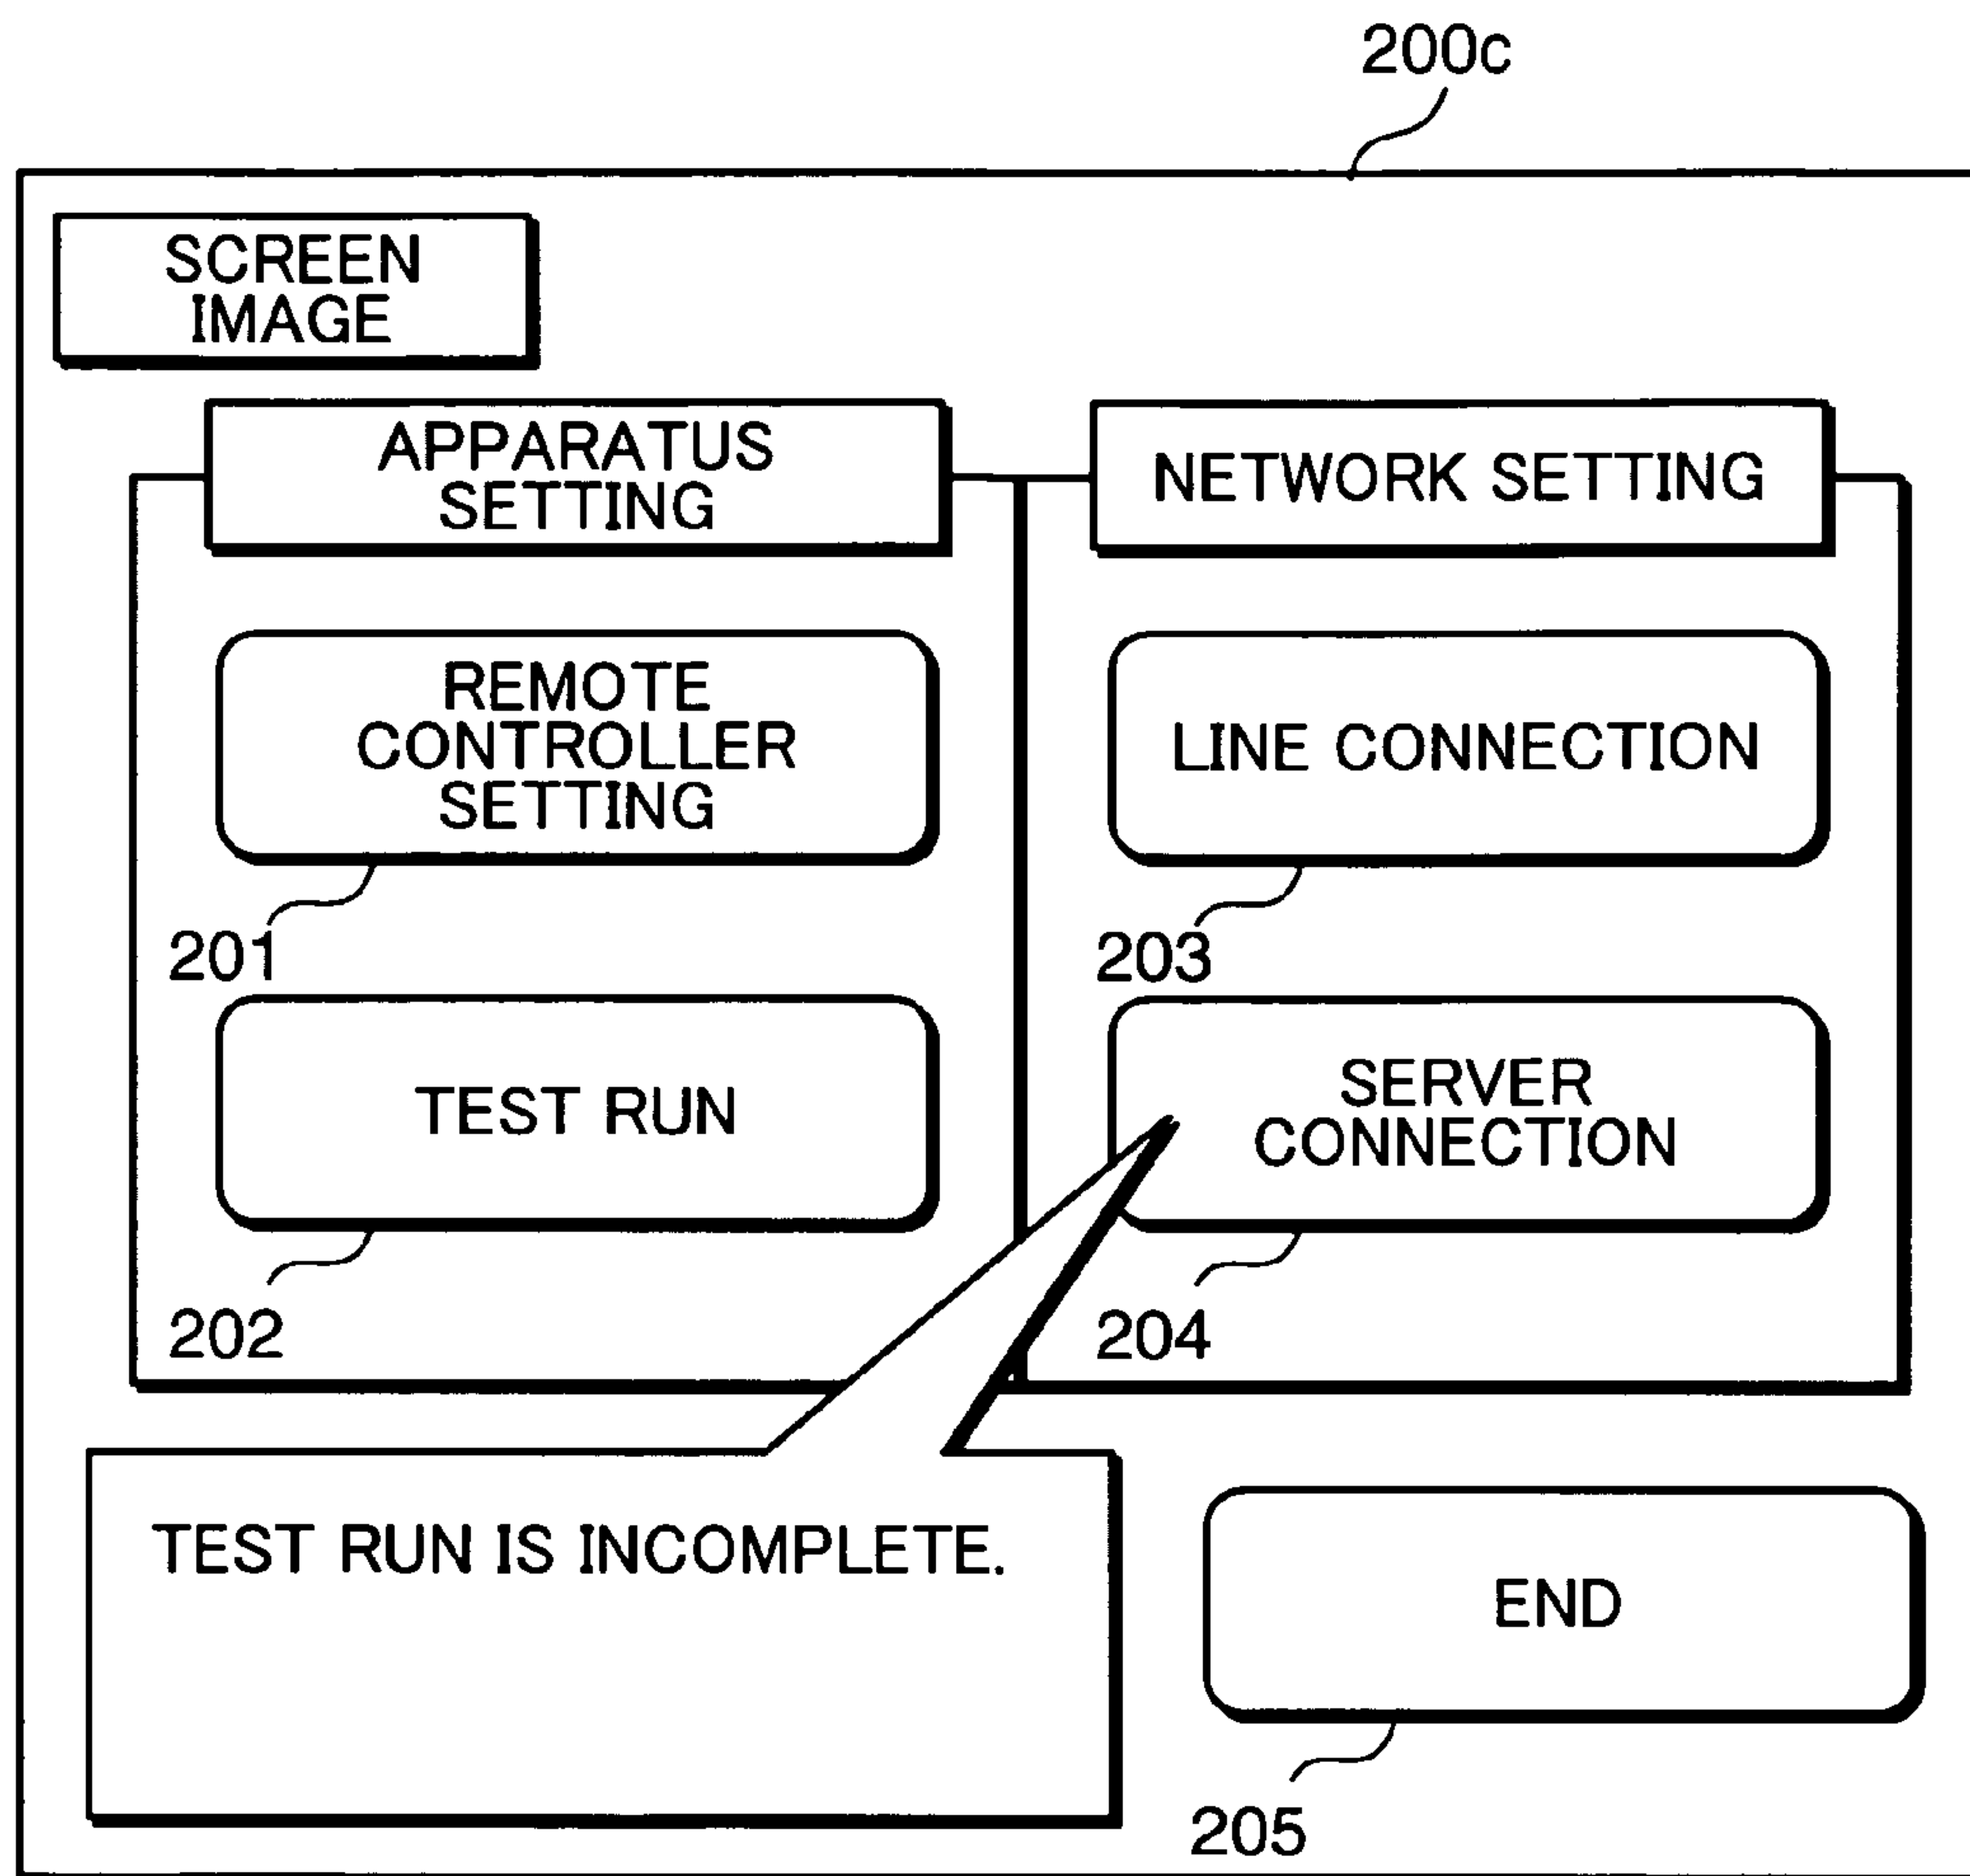 200c
SCREEN
IMAGE
APPARATUS
SETTING
NETWORK SETTING
REMOTE
CONTROLLER
SETTING
LINE CONNECTION
201
203
TEST RUN
SERVER
CONNECTION
202
204
TEST RUN IS INCOMPLETE.
END
205